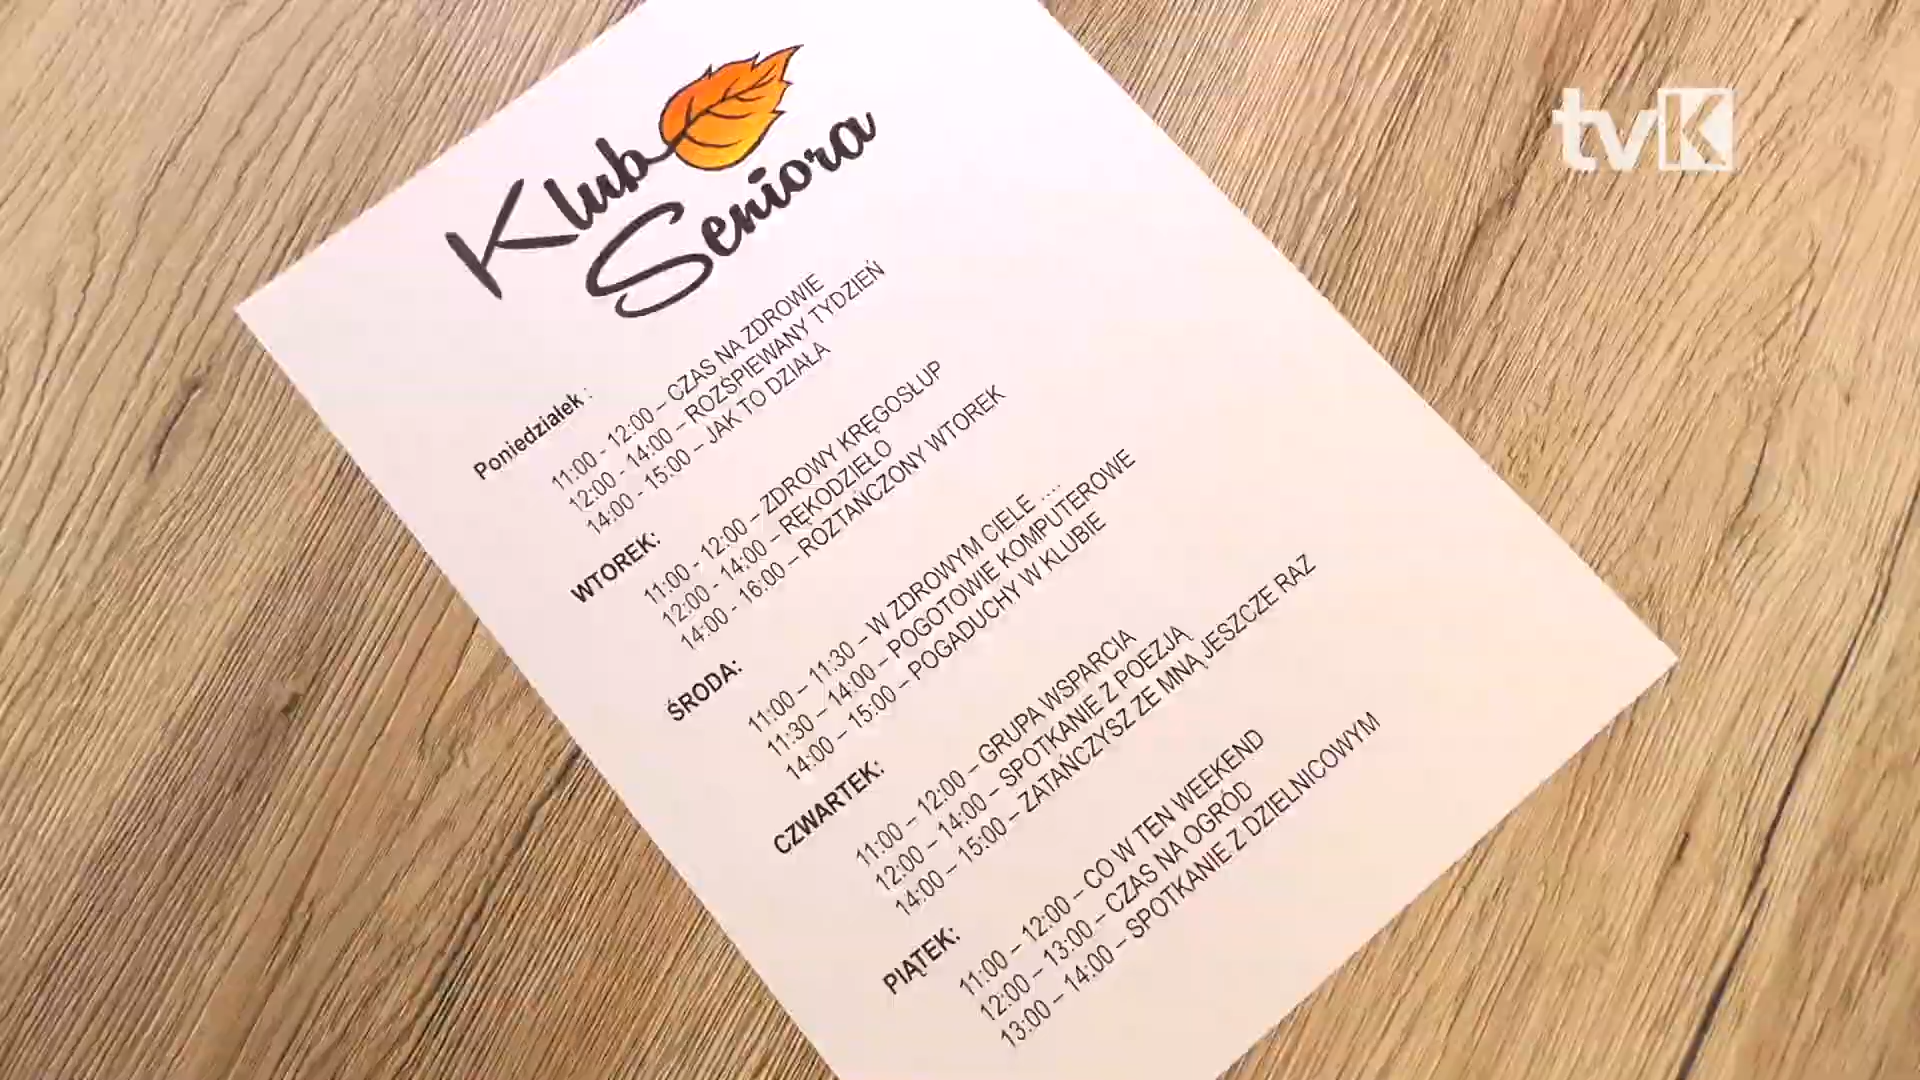 Klub
Seniora
tvK
Poniedziałek :
11:00 - 12:00 – CZAS NA ZDROWIE
12:00 - 14:00 – ROZŚPIEWANY TYDZIEŃ
14:00 - 15:00 – JAK TO DZIAŁA
WTOREK:
11:00 - 12:00 – ZDROWY KRĘGOSŁUP
12:00 - 14:00 – RĘKODZIEŁO
14:00 - 16:00 – ROZTAŃCZONY WTOREK
ŚRODA:
11:00 – 11:30 – W ZDROWYM CIELE ....
11:30 – 14:00 – POGOTOWIE KOMPUTEROWE
14:00 – 15:00 – POGADUCHY W KLUBIE
CZWARTEK:
11:00 – 12:00 – GRUPA WSPARCIA
12:00 – 14:00 – SPOTKANIE Z POEZJĄ
14:00 – 15:00 – ZATAŃCZYSZ ZE MNĄ JESZCZE RAZ
PIĄTEK:
11:00 – 12:00 – CO W TEN WEEKEND
12:00 – 13:00 – CZAS NA OGRÓD
13:00 – 14:00 – SPOTKANIE Z DZIELNICOWYM